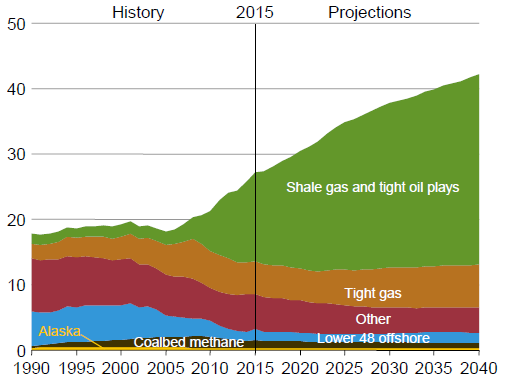 History 2015 Projections
50
40
Shale gas and tight oil plays
30
20
10
Tight gas
Other
Alaska
Lower 48 offshore
Coalbed methane
0
1990 1995 2000 2005 2010 2015 2020 2025 2030 2035 2040